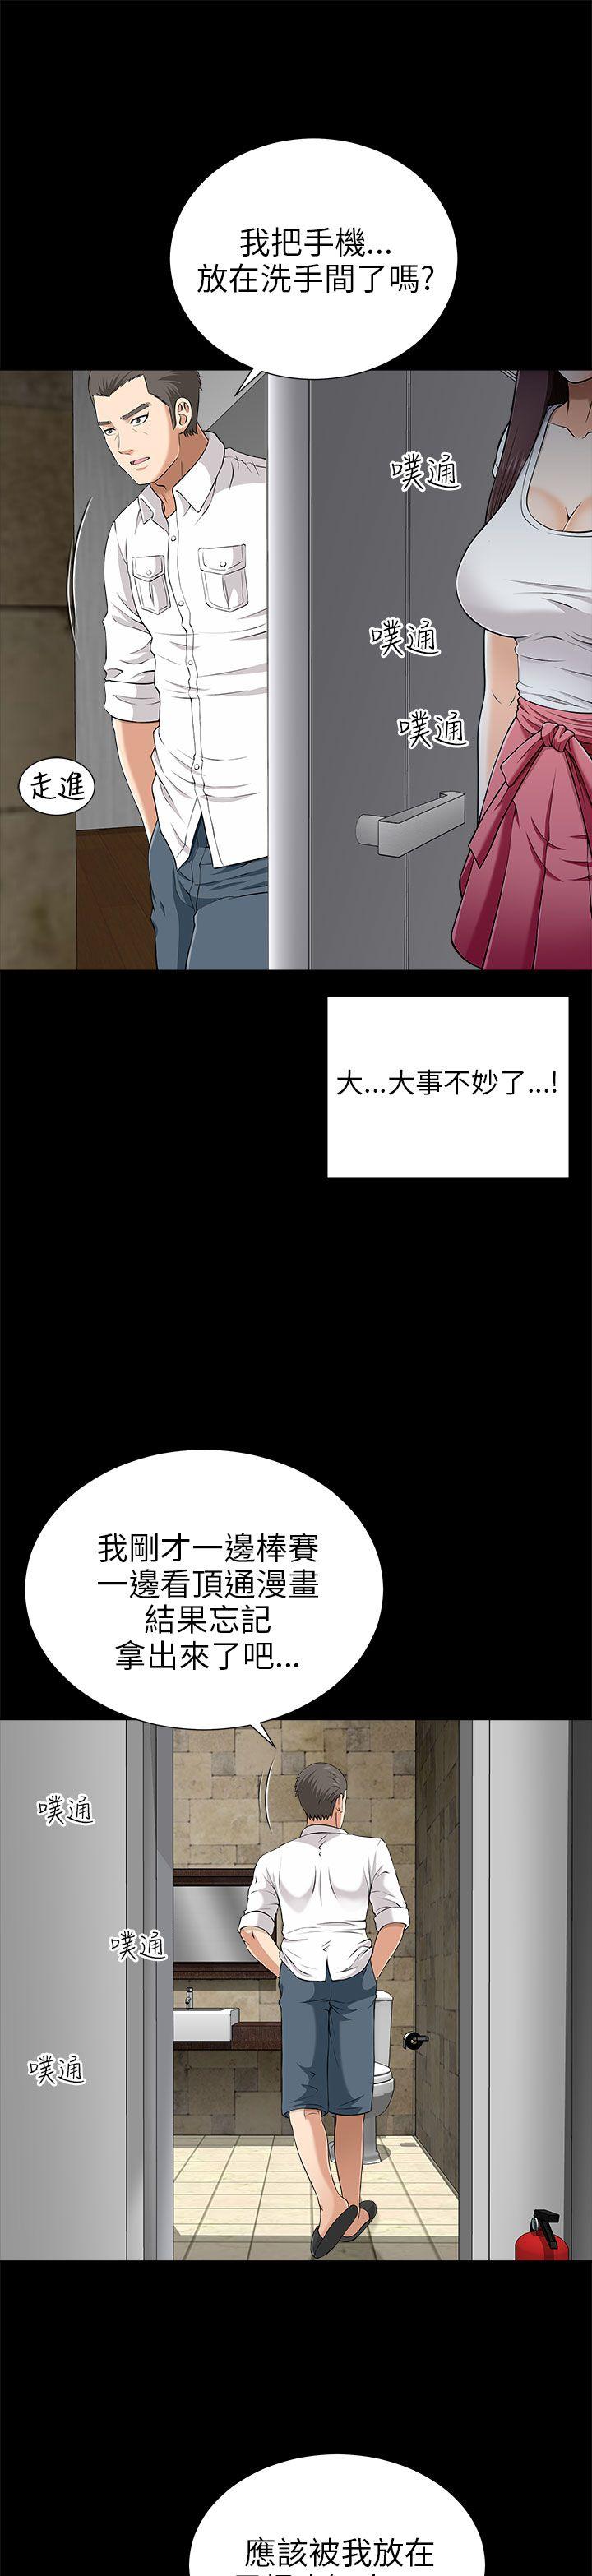 我把手機...
放在洗手間了嗎?
噗通
噗通
噗通
走進
大...大事不妙了...!
我剛才一邊棒賽
一邊看頂通漫畫
結果忘記
拿出來了吧...
噗通
噗通
噗通
應該被我放在